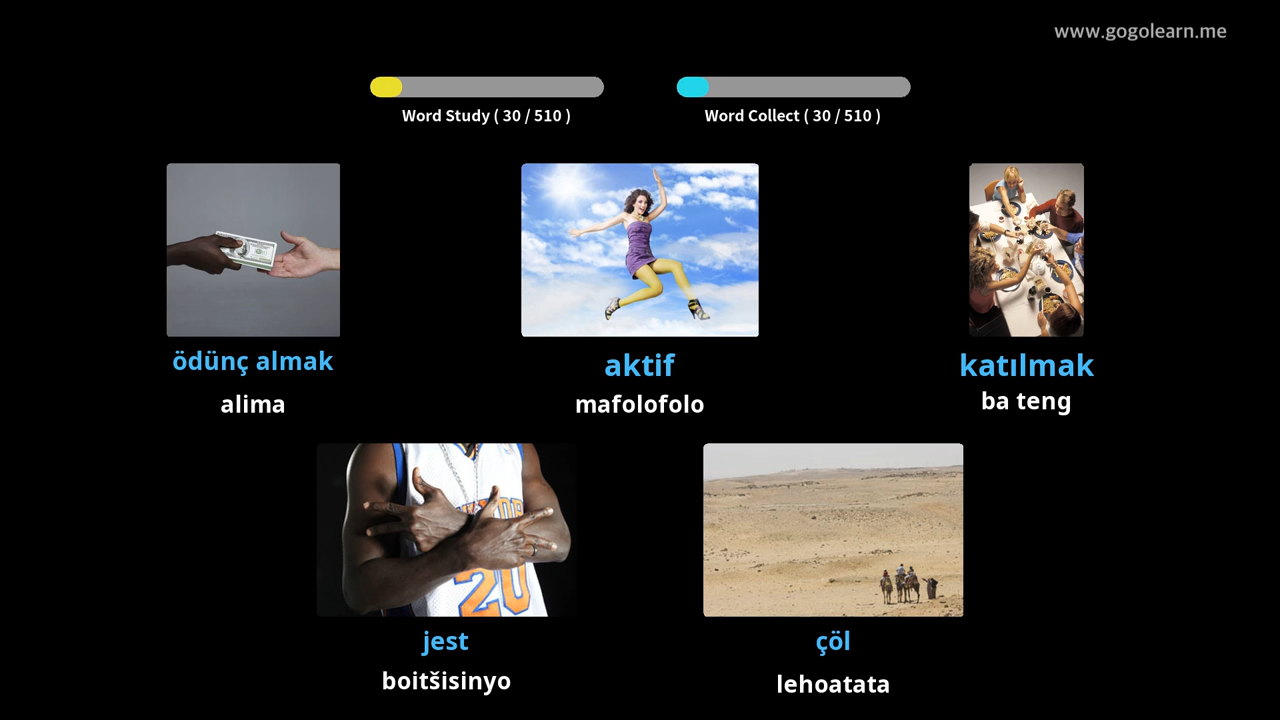 www.gogolearn.me
Word Study ( 30 / 510 )
Word Collect ( 30 / 510 )
ödünç almak
alima
aktif
mafolofolo
katılmak
ba teng
20
jest
boitšisinyo
çöl
lehoatata